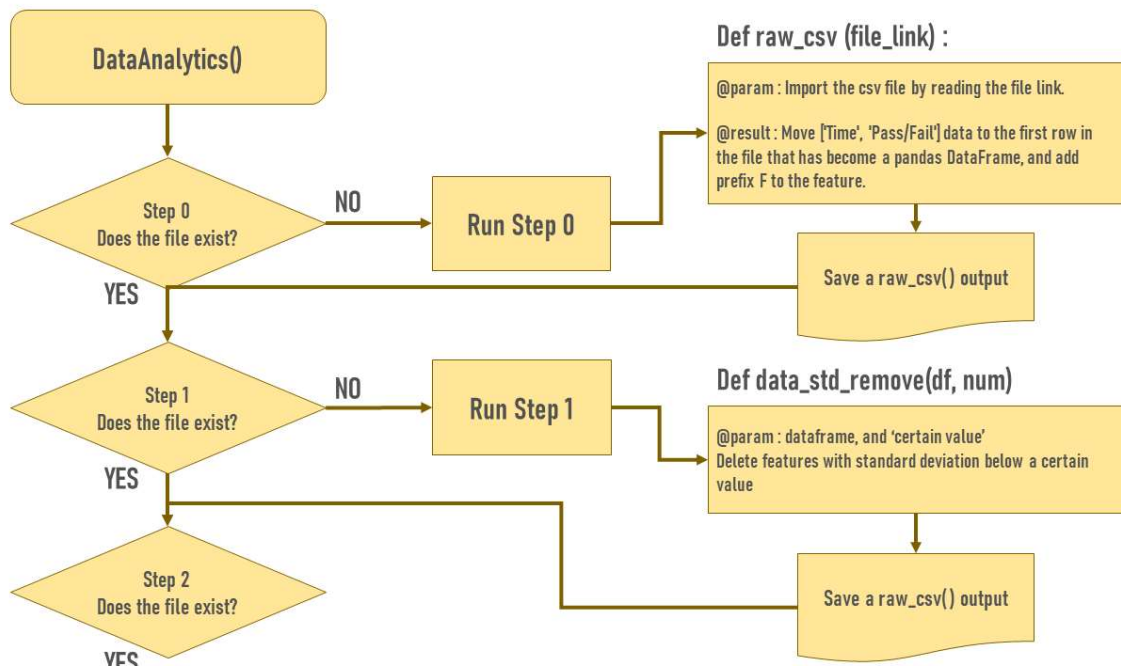 DataAnalytics()
Def raw_csv (file_link) :
@param : Import the csv file by reading the file link.
@result : Move ['Time', 'Pass/Fail'] data to the first row in
the file that has become a pandas DataFrame, and add
prefix F to the feature.
Step 0
Does the file exist?
NO
Run Step 0
Save a raw_csv( ) output
YES
Step 1
Does the file exist?
NO
Run Step 1
Def data_std_remove(df, num)
@param : dataframe, and ‘certain value’
Delete features with standard deviation below a certain
value
YES
Save a raw_csv( ) output
Step 2
Does the file exist?
YES